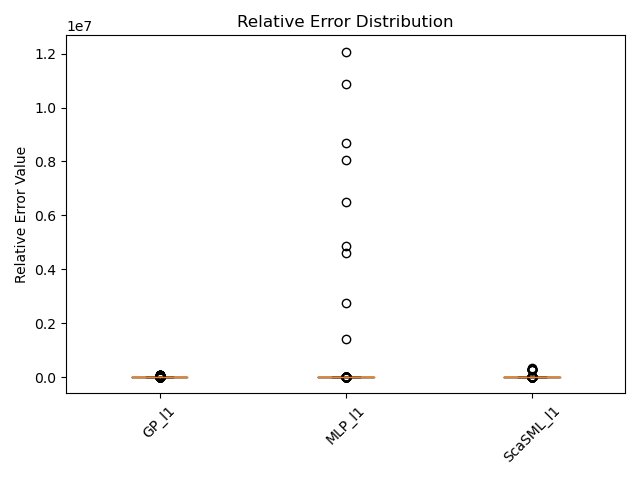 Relative Error Distribution
1e7
Relative Error Value
1.2
1.0
0.8
0.6
0.4
0.2
0.0
GP_l1
MLP_l1
ScaSML_l1